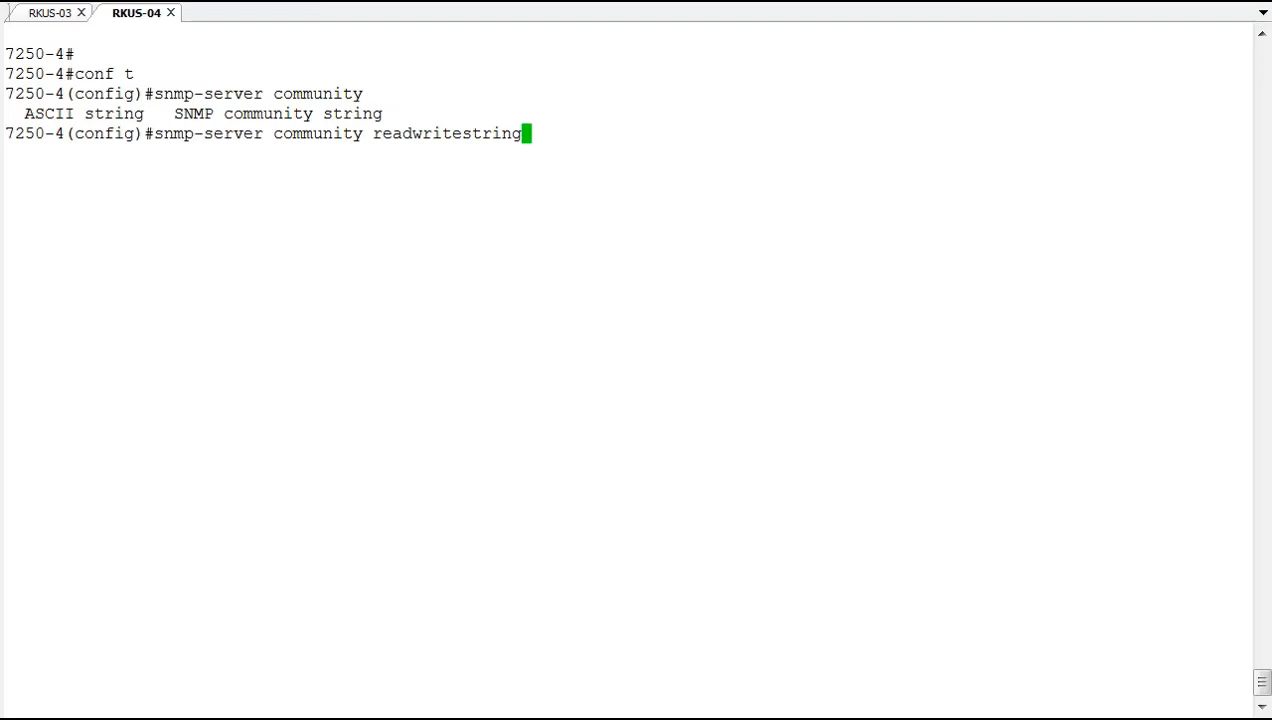 RKUS-03 X RKUS-04 X
7250-4#
7250-4#conf t
7250-4(config)#snmp-server community
  ASCII string   SNMP community string
7250-4(config)#snmp-server community readwritestring